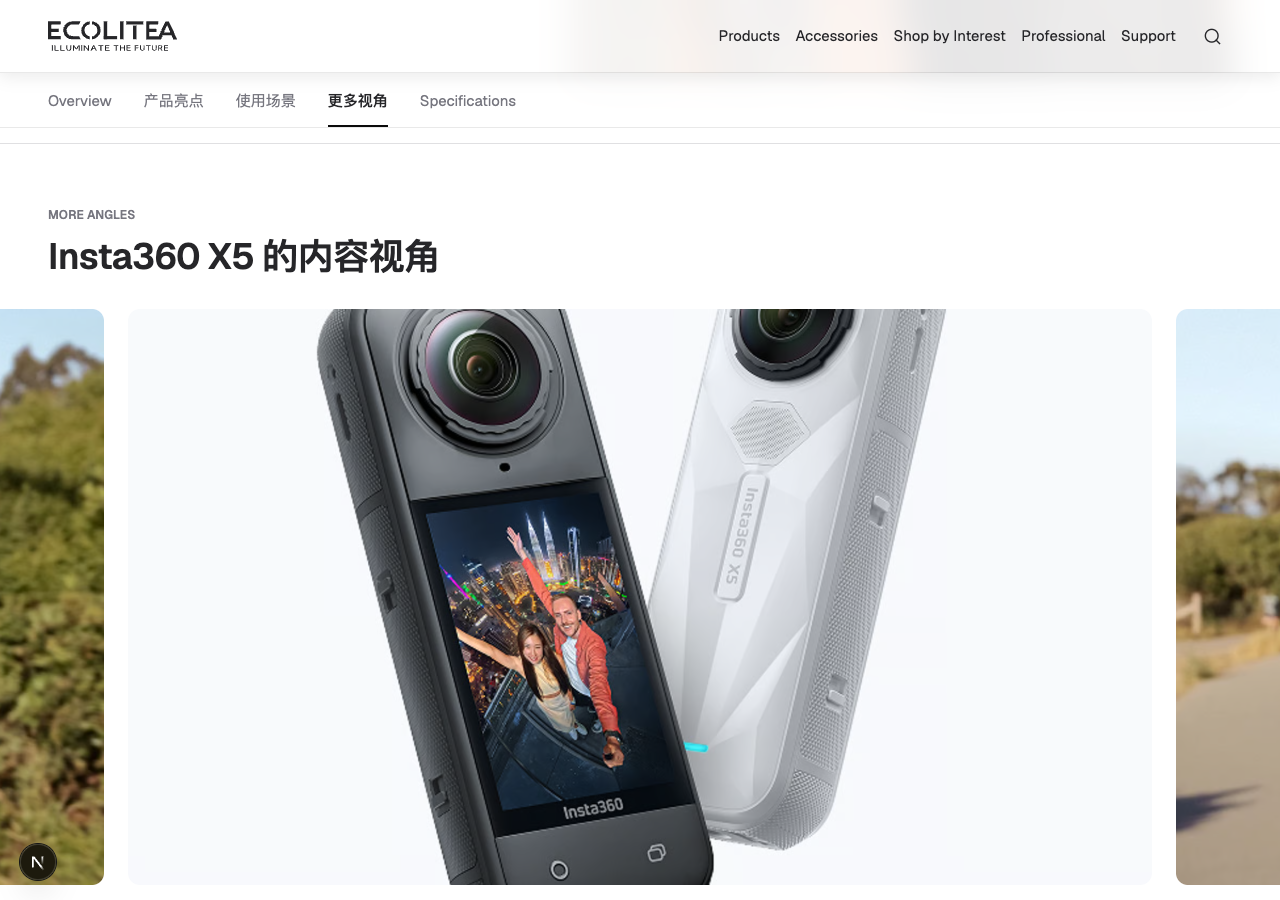 ECOLITEA
ILLUMINATE THE FUTURE
Products Accessories Shop by Interest Professional Support
Overview 产品亮点 使用场景 更多视角 Specifications
MORE ANGLES
Insta360 X5 的内容视角
Insta360 X5
Insta360
N